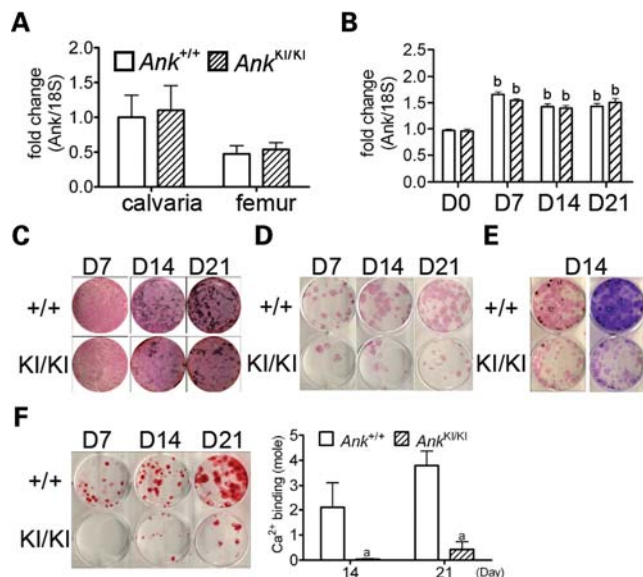 A
fold change
(Ank/18S)
2.0
1.5
1.0
0.5
0.0
Ank+/+
AnkKI/KI
calvaria
femur
B
fold change
(Ank/18S)
2.5
2.0
1.5
1.0
0.5
0.0
b b b b b b
D0 D7 D14 D21
C
D7 D14 D21
+/+
KI/KI
D
D7 D14 D21
+/+
KI/KI
E
D14
+/+
KI/KI
F
D7 D14 D21
+/+
KI/KI
Ca2+ binding (mole)
5
4
3
2
1
0
Ank+/+
AnkKI/KI
a
a
14 21 (Day)